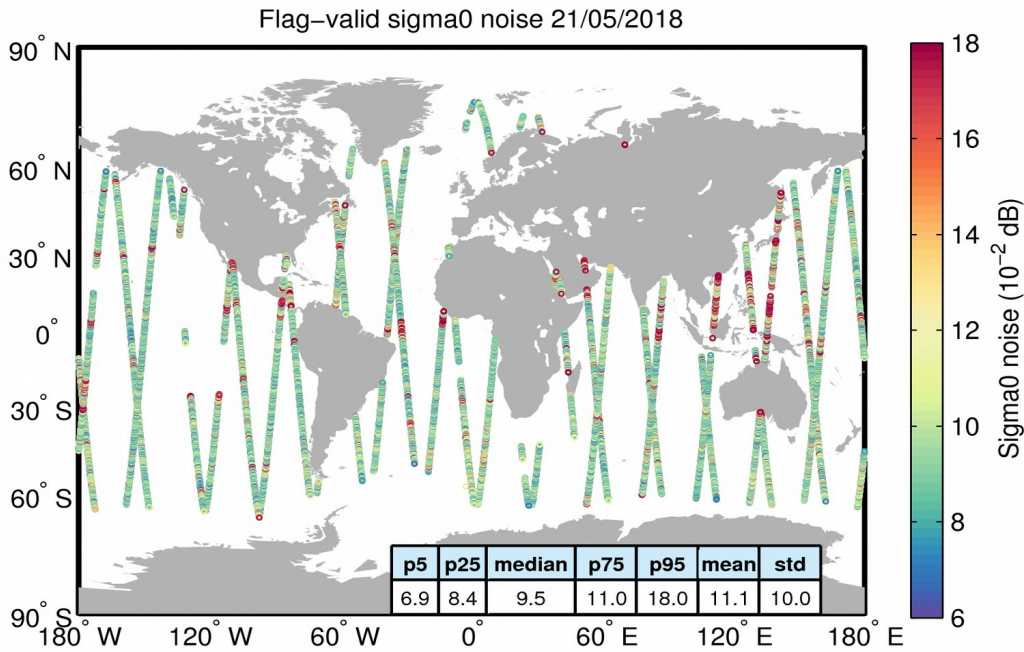 Flag−valid sigma0 noise 21/05/2018
90° N
60° N
30° N
0°
30° S
60° S
90° S
180° W
120° W
60° W
0°
60° E
120° E
180° E
p5 p25 median p75 p95 mean std
6.9 8.4 9.5 11.0 18.0 11.1 10.0
18
16
14
12
10
8
6
Sigma0 noise (10−2 dB)